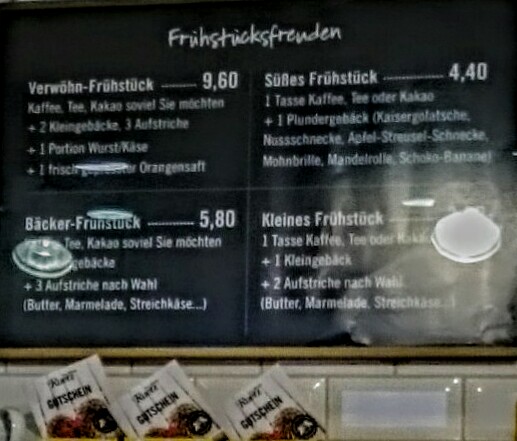 Frühstücksfreuden
Verwöhn-Frühstück 9,60
Kaffee, Tee, Kakao soviel Sie möchten
+ 2 Kleingebäcke, 3 Aufstriche
+ 1 Portion Wurst/Käse
+ 1 frisch gepresster Orangensaft
Süßes Frühstück 4,40
1 Tasse Kaffee, Tee oder Kakao
+ 1 Plundergebäck (Kaisergolatsche,
Nussschnecke, Apfel-Streusel-Schnecke,
Mohnbrille, Mandelrolle, Schoko-Banane)
Bäcker-Frühstück 5,80
Tee, Kakao soviel Sie möchten
gebäcke
+ 3 Aufstriche nach Wahl
(Butter, Marmelade, Streichkäse...)
Kleines Frühstück
1 Tasse Kaffee, Tee oder Kakao
+ 1 Kleingebäck
+ 2 Aufstriche nach Wahl
(Butter, Marmelade, Streichkäse...)
GUTSCHEIN
GUTSCHEIN
GUTSCHEIN